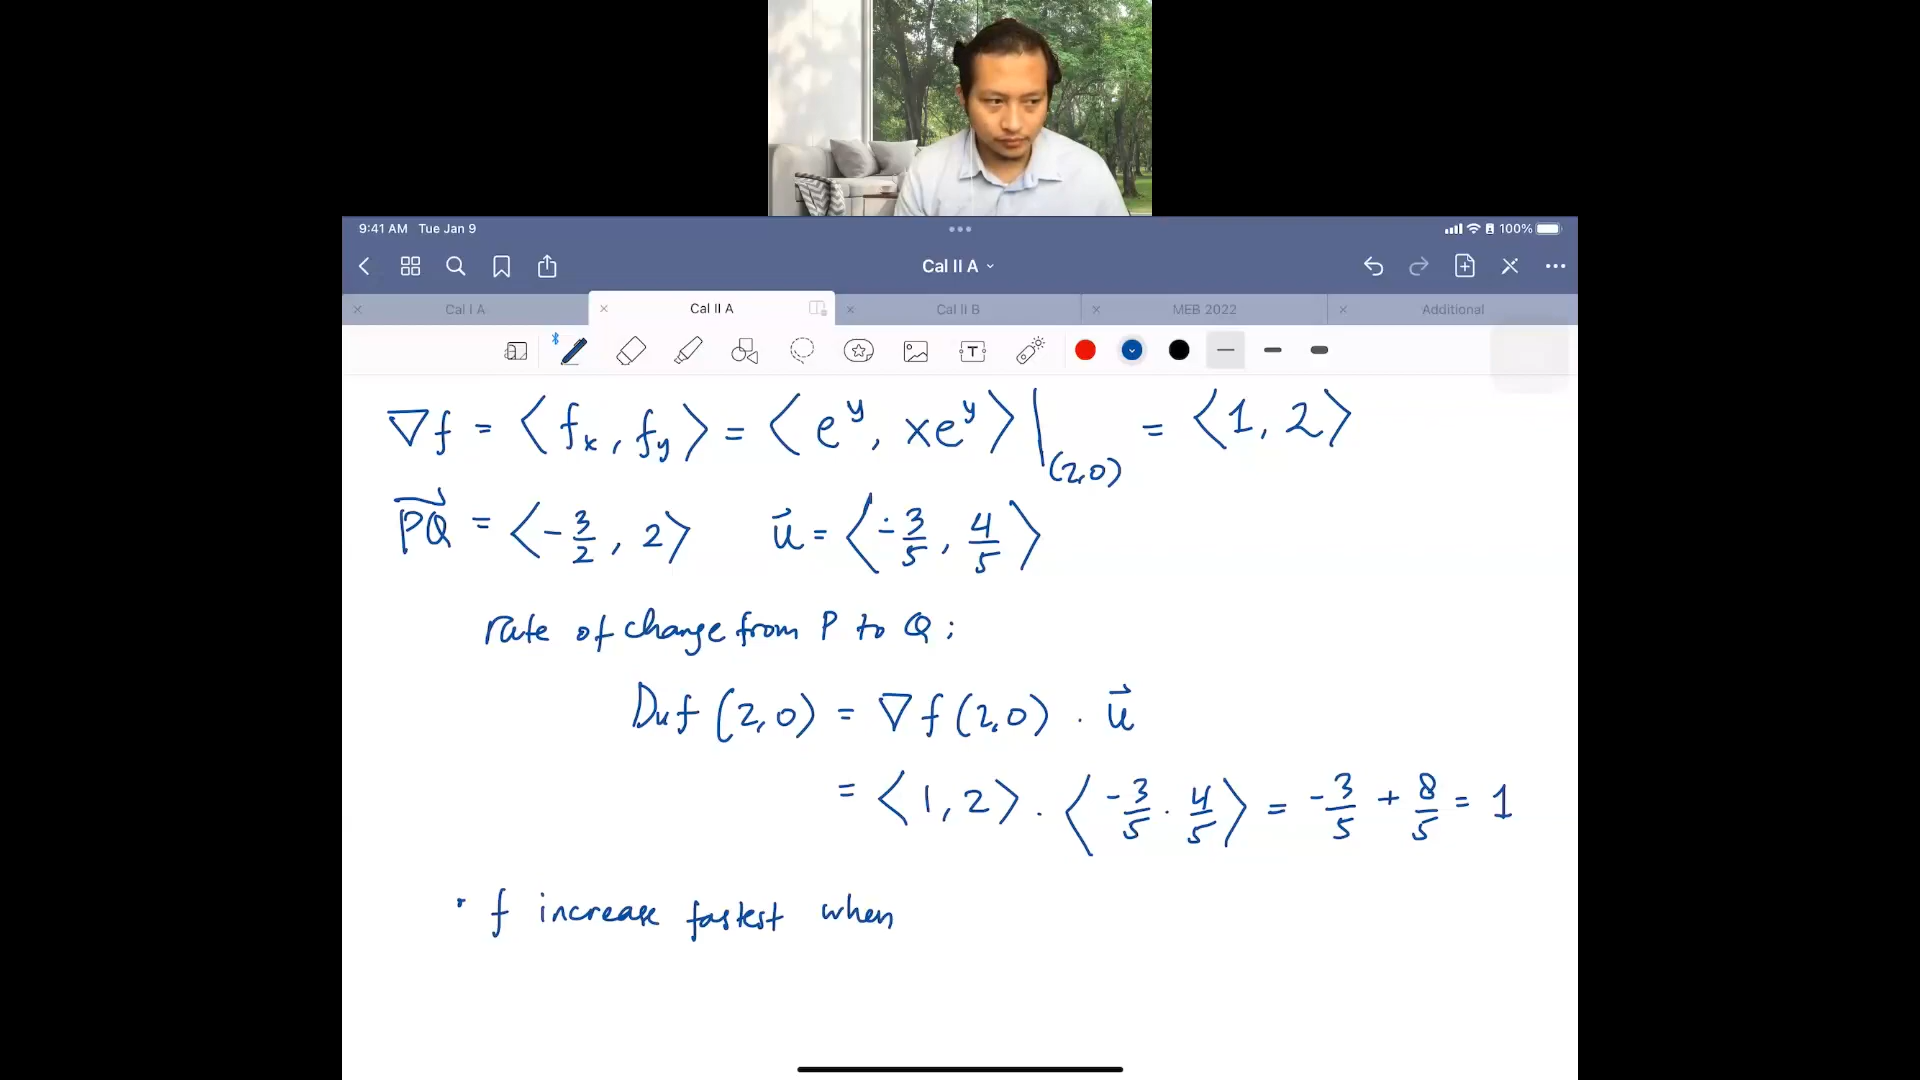 9:41 AM Tue Jan 9
100%
Cal II A
Cal I A
Cal II A
Cal II B
MEB 2022
Additional
∇f = ⟨fx, fy⟩ = ⟨e^y, xe^y⟩|(2,0) = ⟨1, 2⟩
PQ⃗ = ⟨-3/2, 2⟩ u⃗ = ⟨-3/5, 4/5⟩
rate of change from P to Q :
Duf (2,0) = ∇f(2,0) · u⃗
= ⟨1, 2⟩ · ⟨-3/5 · 4/5⟩ = -3/5 + 8/5 = 1
· f increase fastest when